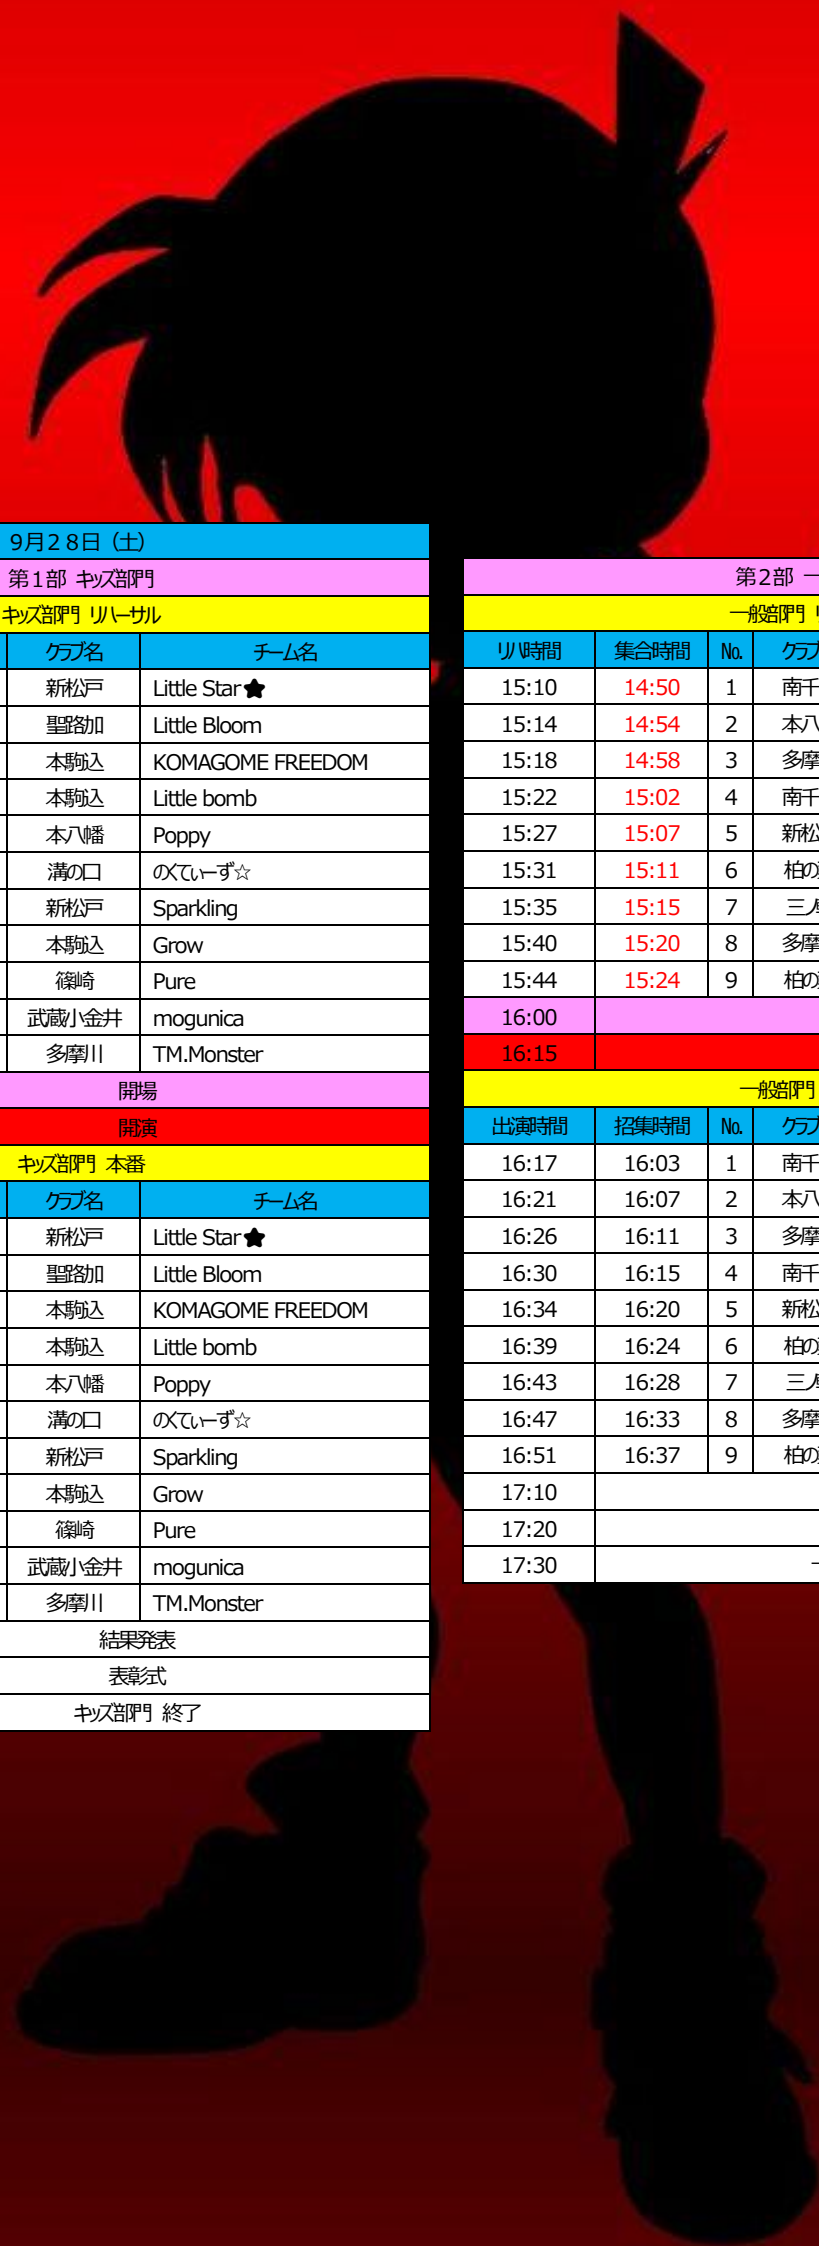 9月28日（土）
第1部 キッズ部門
キッズ部門 リハーサル
クラブ名 チーム名
新松戸 Little Star★
聖路加 Little Bloom
本駒込 KOMAGOME FREEDOM
本駒込 Little bomb
本八幡 Poppy
溝の口 のくてぃーず☆
新松戸 Sparkling
本駒込 Grow
篠崎 Pure
武蔵小金井 mogunica
多摩川 TM.Monster
開場
開演
キッズ部門 本番
クラブ名 チーム名
新松戸 Little Star★
聖路加 Little Bloom
本駒込 KOMAGOME FREEDOM
本駒込 Little bomb
本八幡 Poppy
溝の口 のくてぃーず☆
新松戸 Sparkling
本駒込 Grow
篠崎 Pure
武蔵小金井 mogunica
多摩川 TM.Monster
結果発表
表彰式
キッズ部門 終了
第2部 一
一般部門 リ
リハ時間 集合時間 No. クラブ
15:10 14:50 1 南千
15:14 14:54 2 本八
15:18 14:58 3 多摩
15:22 15:02 4 南千
15:27 15:07 5 新松
15:31 15:11 6 柏の
15:35 15:15 7 三ノ
15:40 15:20 8 多摩
15:44 15:24 9 柏の
16:00
16:15
一般部門
出演時間 招集時間 No. クラブ
16:17 16:03 1 南千
16:21 16:07 2 本八
16:26 16:11 3 多摩
16:30 16:15 4 南千
16:34 16:20 5 新松
16:39 16:24 6 柏の
16:43 16:28 7 三ノ
16:47 16:33 8 多摩
16:51 16:37 9 柏の
17:10
17:20
17:30